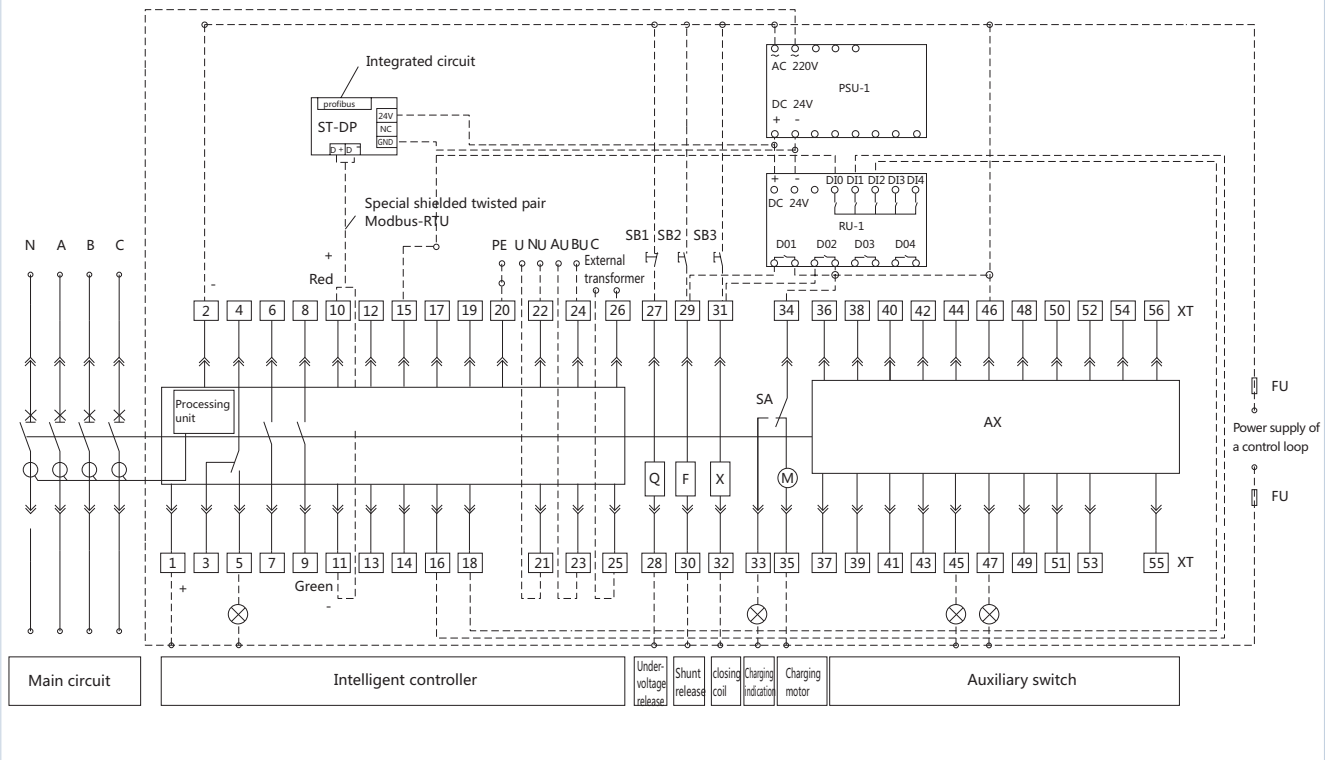 Integrated circuit
profibus
ST-DP
24V
NC
GND
D + D -
~ ~
AC 220V
PSU-1
DC 24V
+ -
+ - DI0 DI1 DI2 DI3 DI4
DC 24V
RU-1
D01 D02 D03 D04
Special shielded twisted pair
Modbus-RTU
N A B C
+
Red
-
PE U NU AU BU C
External
transformer
SB1 SB2 SB3
2 4 6 8 10 12 15 17 19 20 22 24 26 27 29 31 34 36 38 40 42 44 46 48 50 52 54 56 XT
Processing
unit
SA
AX
FU
Power supply of
a control loop
FU
Q F X M
1 3 5 7 9 11 13 14 16 18 21 23 25 28 30 32 33 35 37 39 41 43 45 47 49 51 53 55 XT
+
Green
-
Main circuit
Intelligent controller
Under-
voltage
release
Shunt
release
closing
coil
Charging
indication
Charging
motor
Auxiliary switch